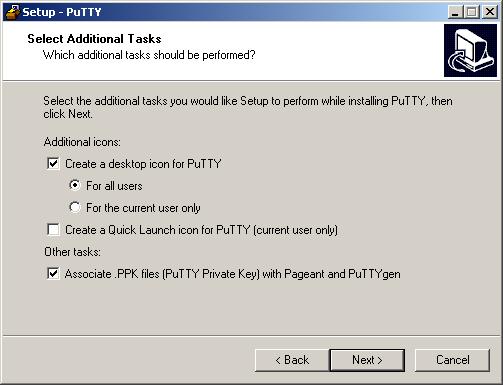 Setup - PuTTY
Select Additional Tasks
Which additional tasks should be performed?
Select the additional tasks you would like Setup to perform while installing PuTTY, then
click Next.
Additional icons:
Create a desktop icon for PuTTY
For all users
For the current user only
Create a Quick Launch icon for PuTTY (current user only)
Other tasks:
Associate .PPK files (PuTTY Private Key) with Pageant and PuTTYgen
< Back
Next >
Cancel